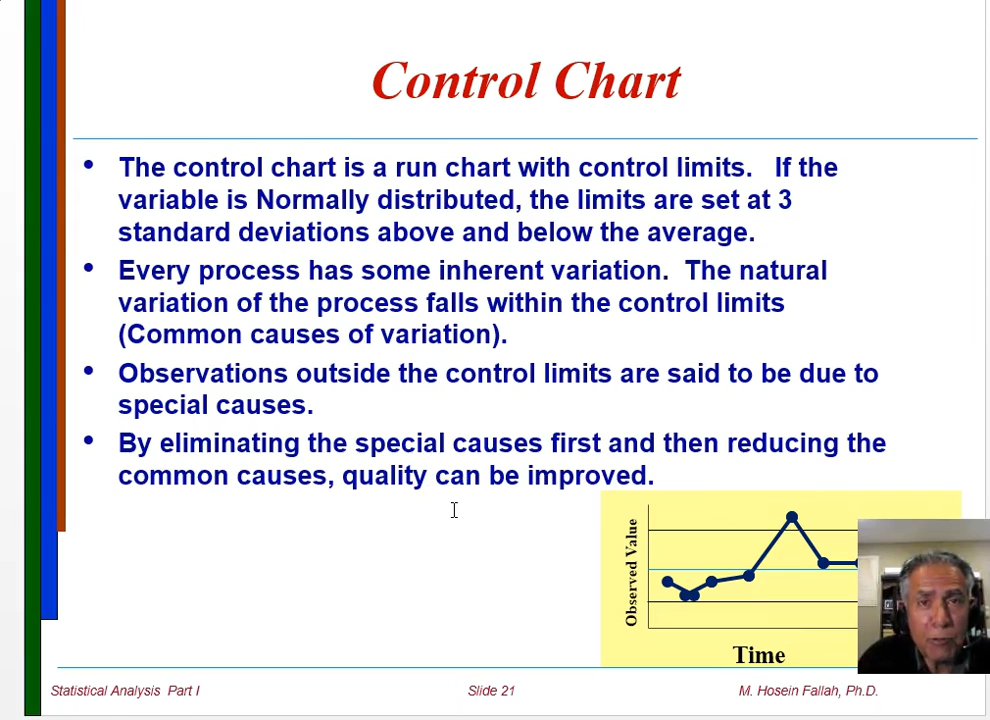 Control Chart
• The control chart is a run chart with control limits. If the
variable is Normally distributed, the limits are set at 3
standard deviations above and below the average.
• Every process has some inherent variation. The natural
variation of the process falls within the control limits
(Common causes of variation).
• Observations outside the control limits are said to be due to
special causes.
• By eliminating the special causes first and then reducing the
common causes, quality can be improved.
Observed Value
Time
Statistical Analysis Part I
Slide 21
M. Hosein Fallah, Ph.D.